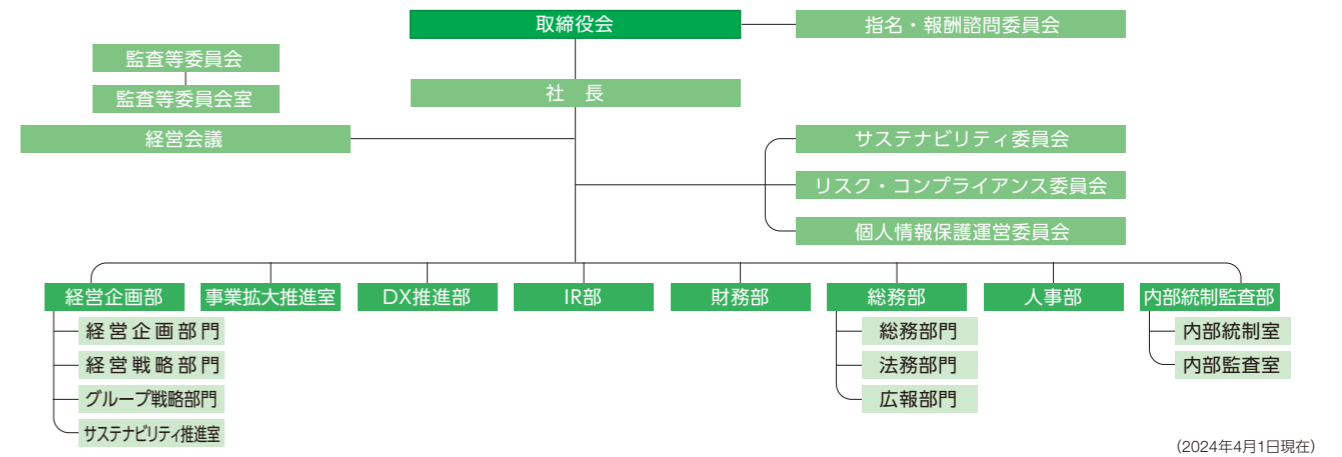 取締役会
指名・報酬諮問委員会
監査等委員会
監査等委員会室
社 長
経営会議
サステナビリティ委員会
リスク・コンプライアンス委員会
個人情報保護運営委員会
経営企画部
事業拡大推進室
DX推進部
IR部
財務部
総務部
人事部
内部統制監査部
経営企画部門
経営戦略部門
グループ戦略部門
サステナビリティ推進室
総務部門
法務部門
広報部門
内部統制室
内部監査室
(2024年4月1日現在)